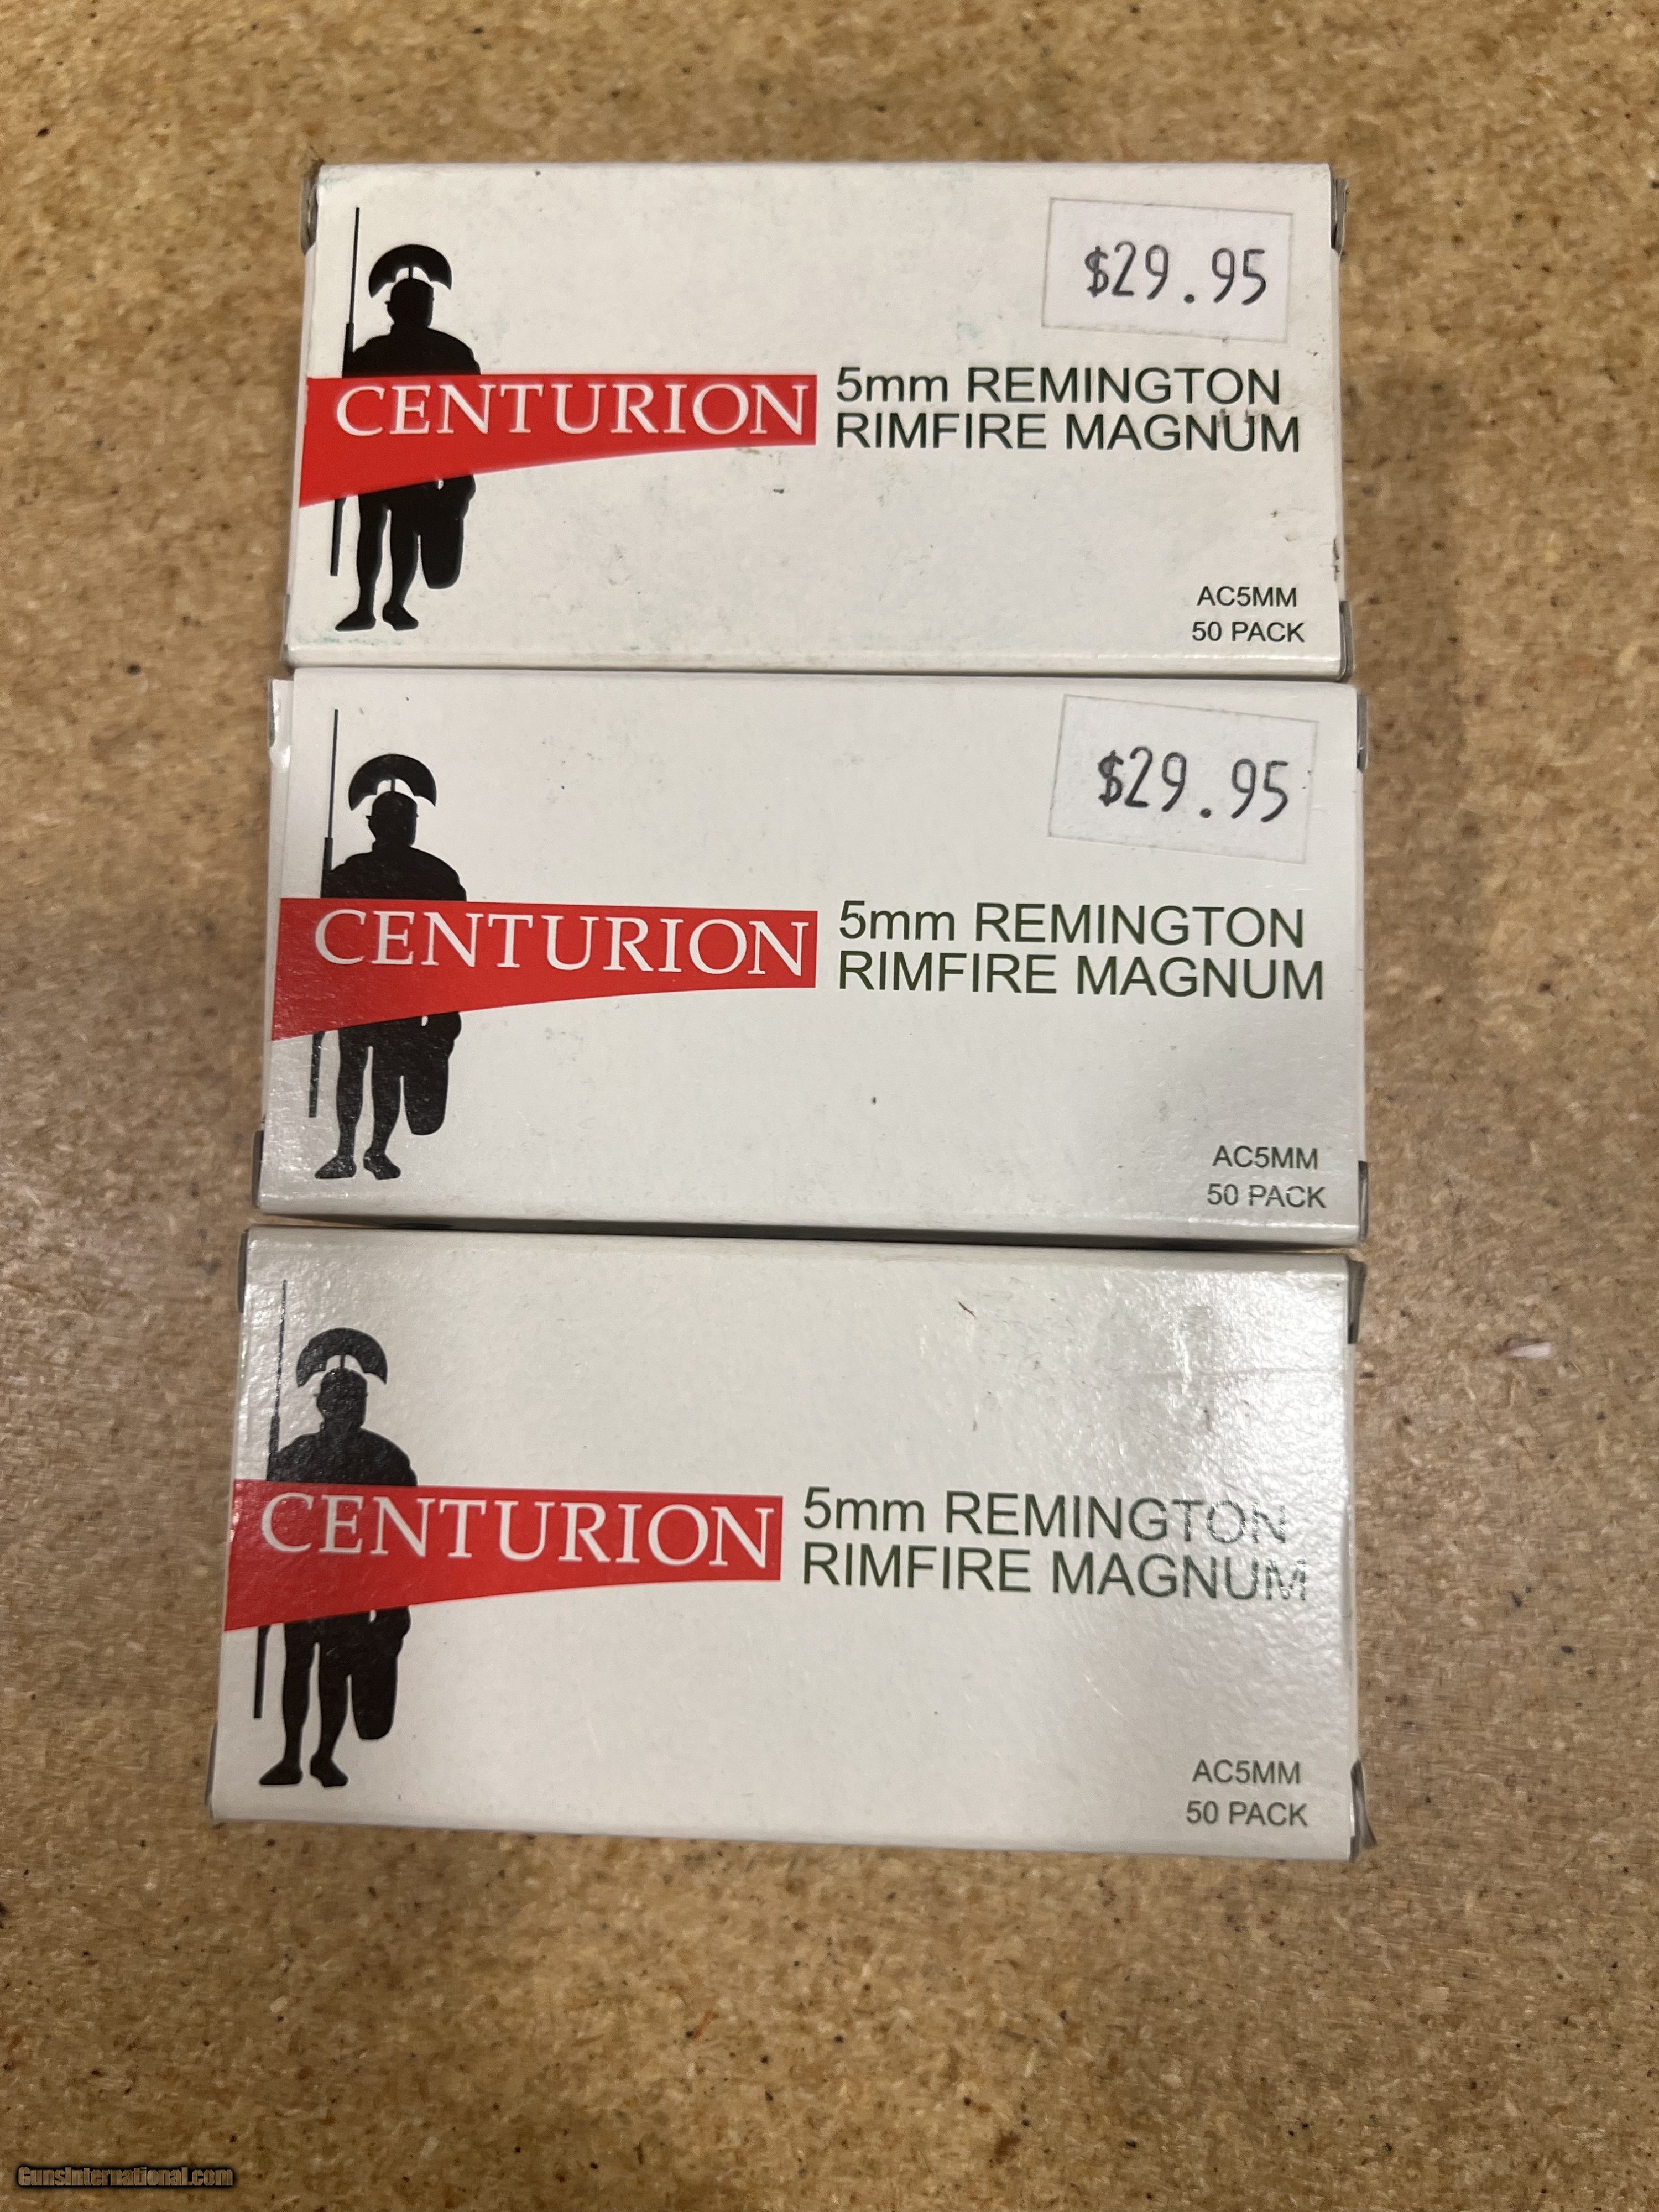 $29.95
CENTURION
5mm REMINGTON
RIMFIRE MAGNUM
AC5MM
50 PACK
$29.95
CENTURION
5mm REMINGTON
RIMFIRE MAGNUM
AC5MM
50 PACK
CENTURION
5mm REMINGTON
RIMFIRE MAGNUM
AC5MM
50 PACK
GunsInternational.com